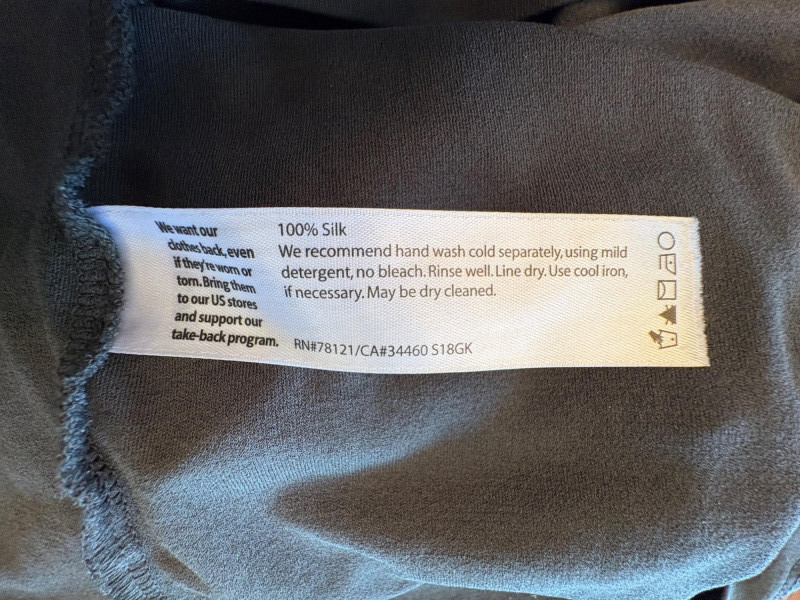 We want our
clothes back, even
if they're worn or
torn. Bring them
to our US stores
and support our
take-back program.
100% Silk
We recommend hand wash cold separately, using mild
detergent, no bleach. Rinse well. Line dry. Use cool iron,
if necessary. May be dry cleaned.
RN#78121/CA#34460 S18GK